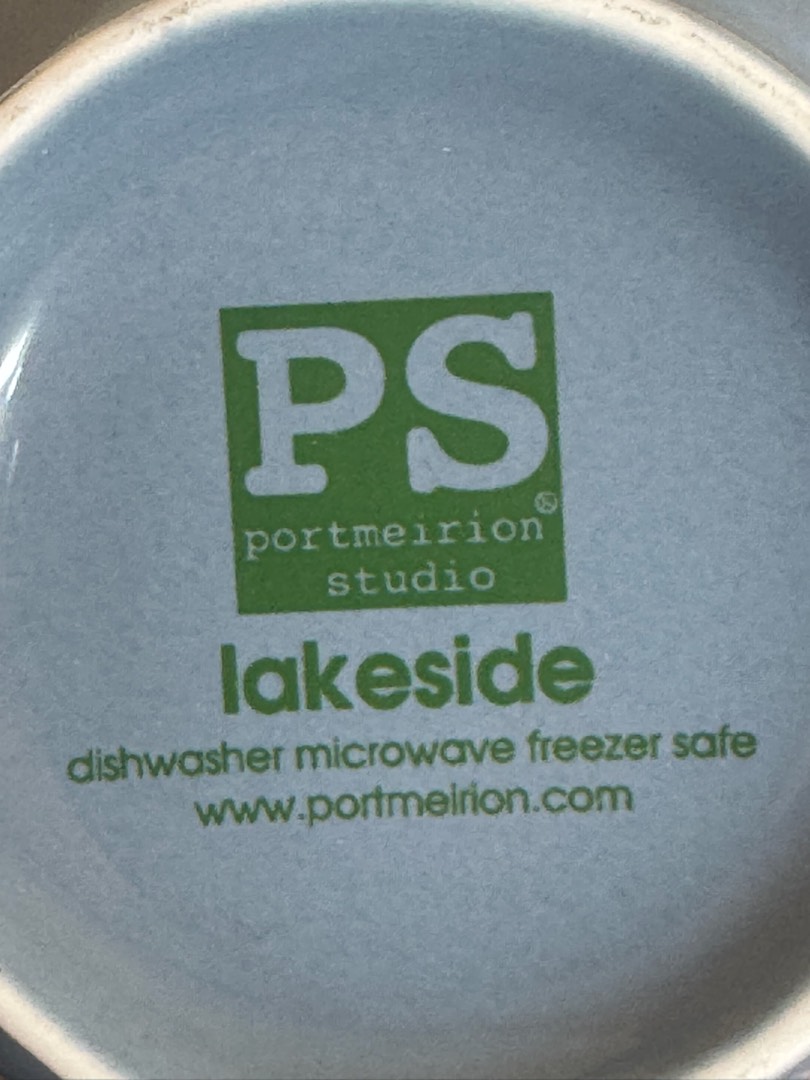 PS®
portmeirion
studio
lakeside
dishwasher microwave freezer safe
www.portmeirion.com